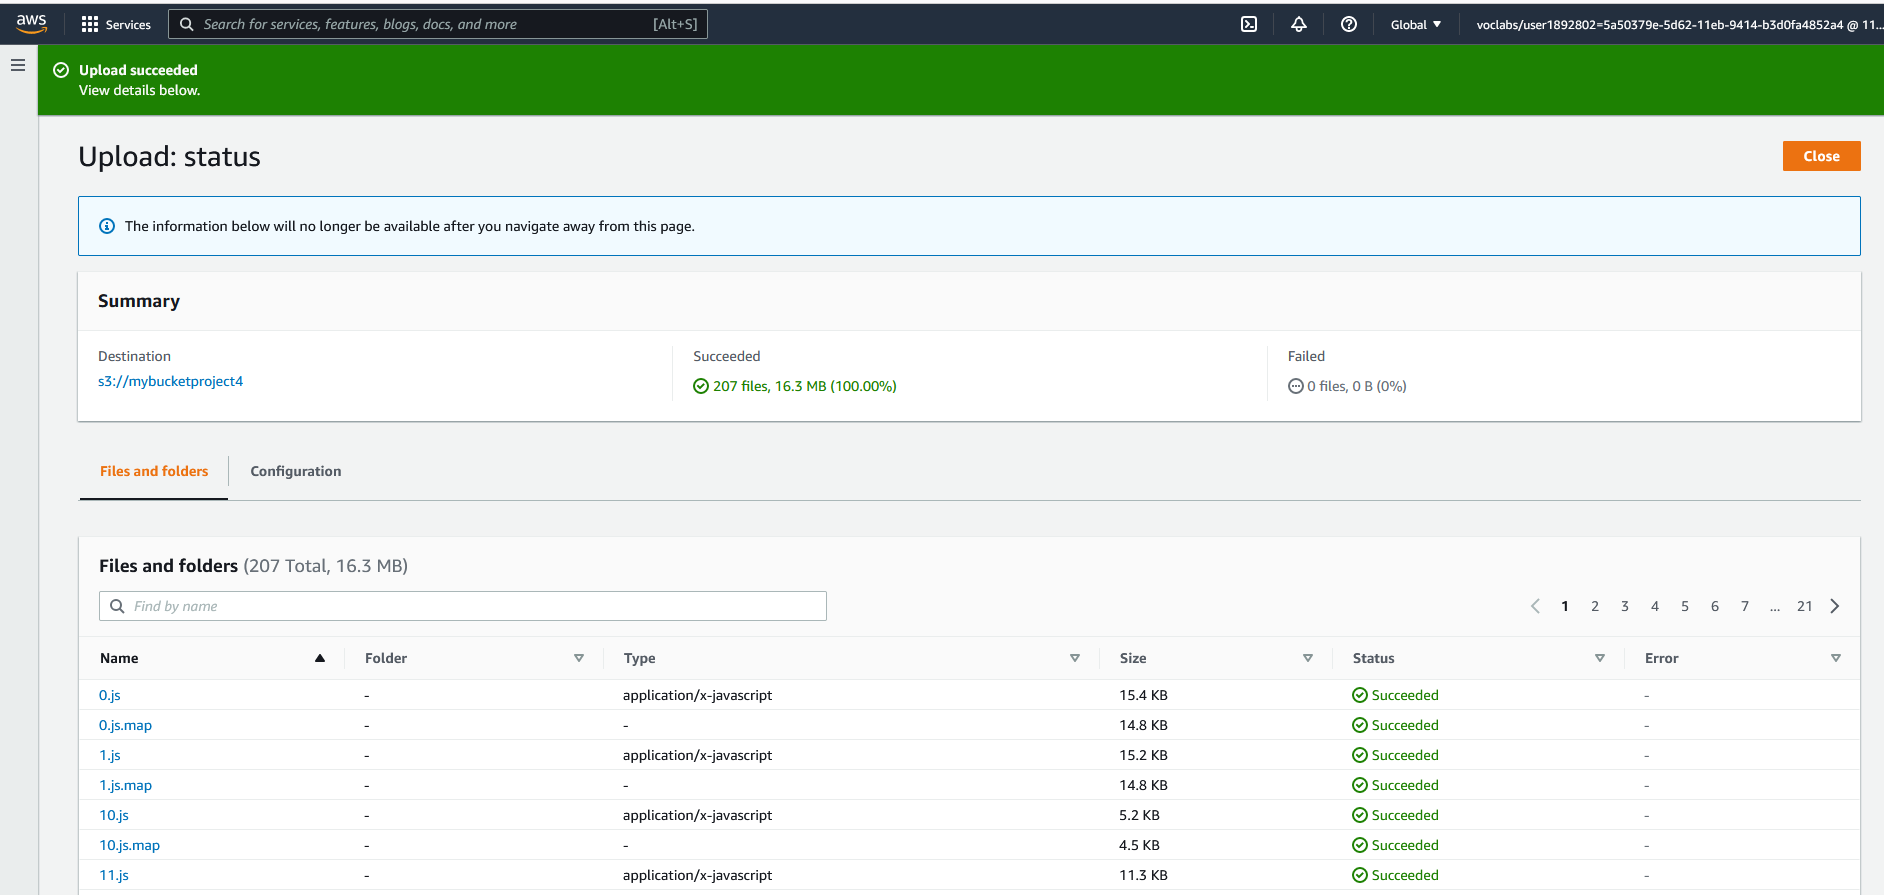 aws Services Search for services, features, blogs, docs, and more [Alt+S] Global voclabs/user1892802=5a50379e-5d62-11eb-9414-b3d0fa4852a4 @ 11...
Upload succeeded
View details below.
Upload: status Close
The information below will no longer be available after you navigate away from this page.
Summary
Destination Succeeded Failed
s3://mybucketproject4 207 files, 16.3 MB (100.00%) 0 files, 0 B (0%)
Files and folders Configuration
Files and folders (207 Total, 16.3 MB)
Find by name 1 2 3 4 5 6 7 ... 21
Name Folder Type Size Status Error
0.js - application/x-javascript 15.4 KB Succeeded -
0.js.map - - 14.8 KB Succeeded -
1.js - application/x-javascript 15.2 KB Succeeded -
1.js.map - - 14.8 KB Succeeded -
10.js - application/x-javascript 5.2 KB Succeeded -
10.js.map - - 4.5 KB Succeeded -
11.js - application/x-javascript 11.3 KB Succeeded -